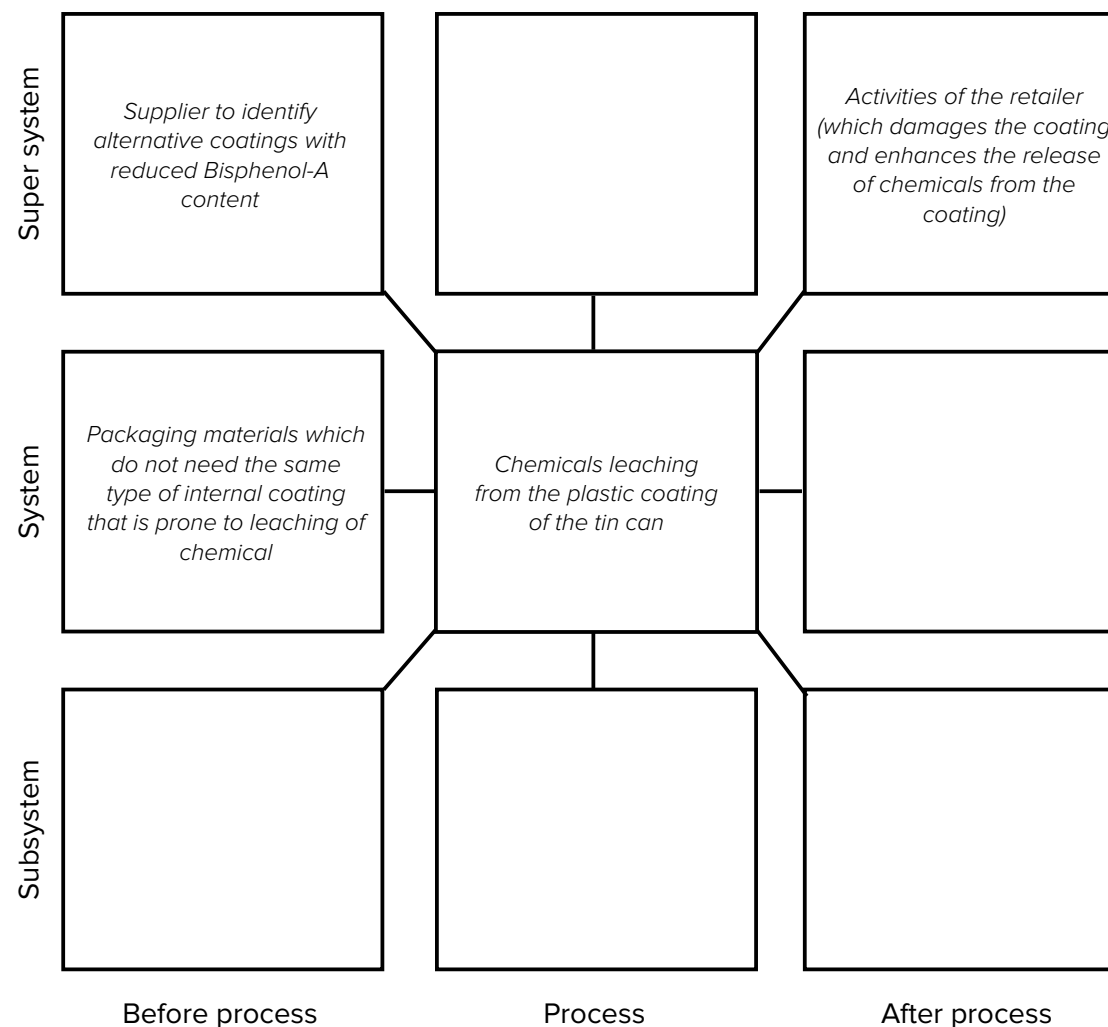 Super system
Supplier to identify
alternative coatings with
reduced Bisphenol-A
content
Activities of the retailer
(which damages the coating
and enhances the release
of chemicals from the
coating)
System
Packaging materials which
do not need the same
type of internal coating
that is prone to leaching of
chemical
Chemicals leaching
from the plastic coating
of the tin can
Subsystem
Before process
Process
After process